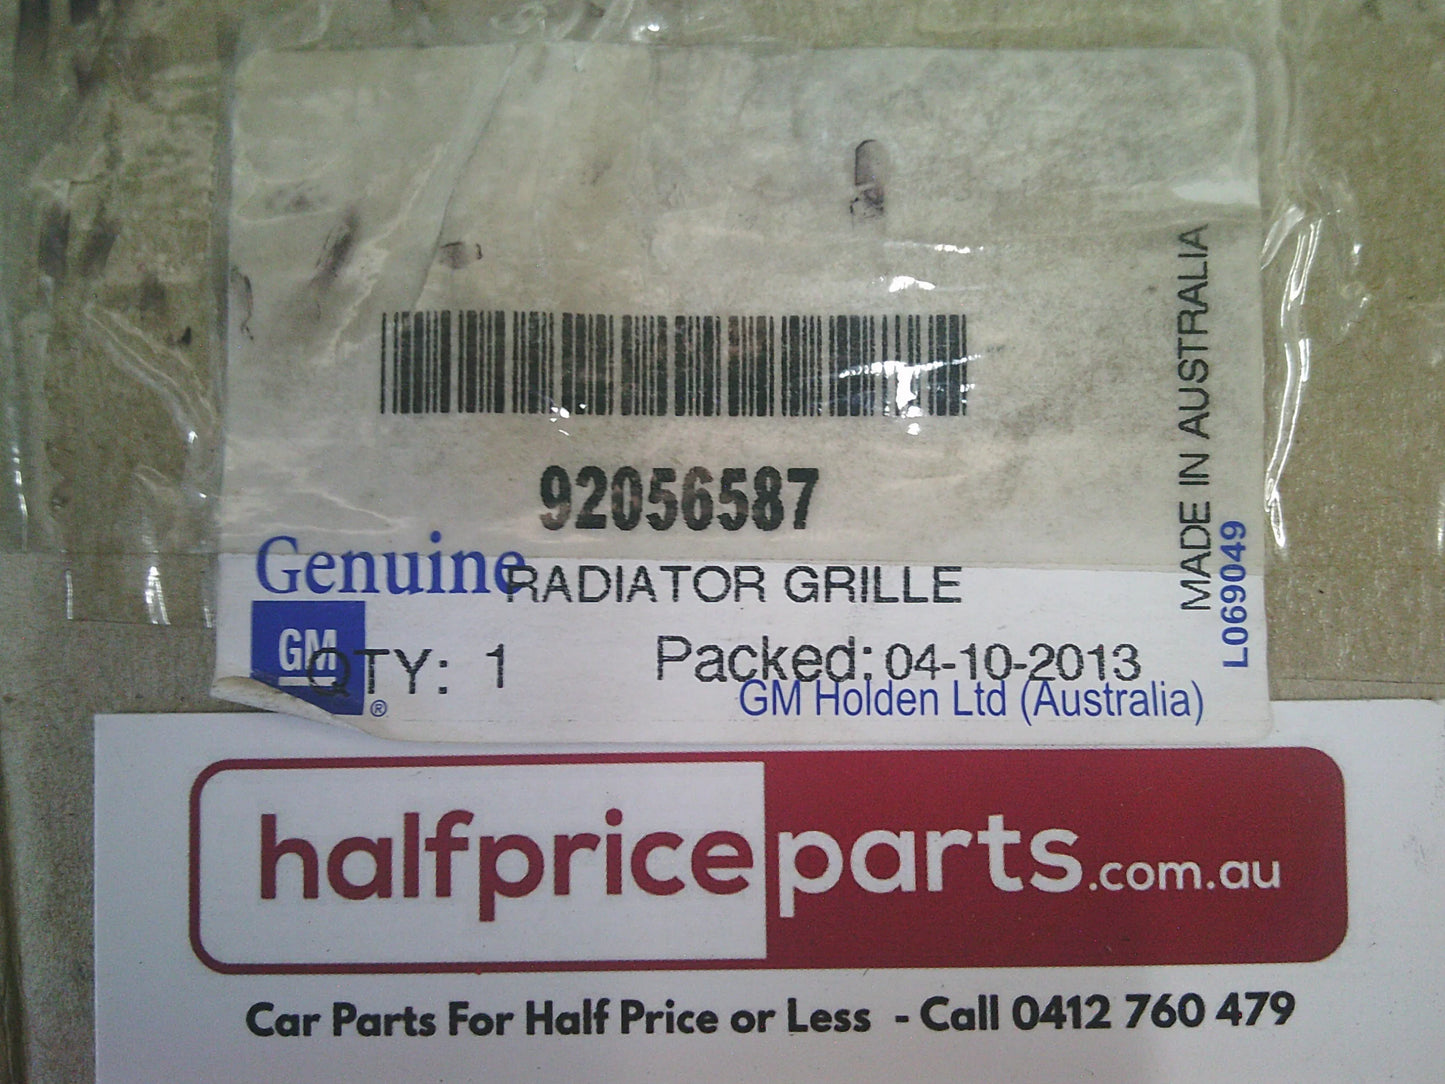 92056587
Genuine
RADIATOR GRILLE
GM
QTY: 1
Packed: 04-10-2013
®
GM Holden Ltd (Australia)
MADE IN AUSTRALIA
L069049
halfpriceparts.com.au
Car Parts For Half Price or Less - Call 0412 760 479